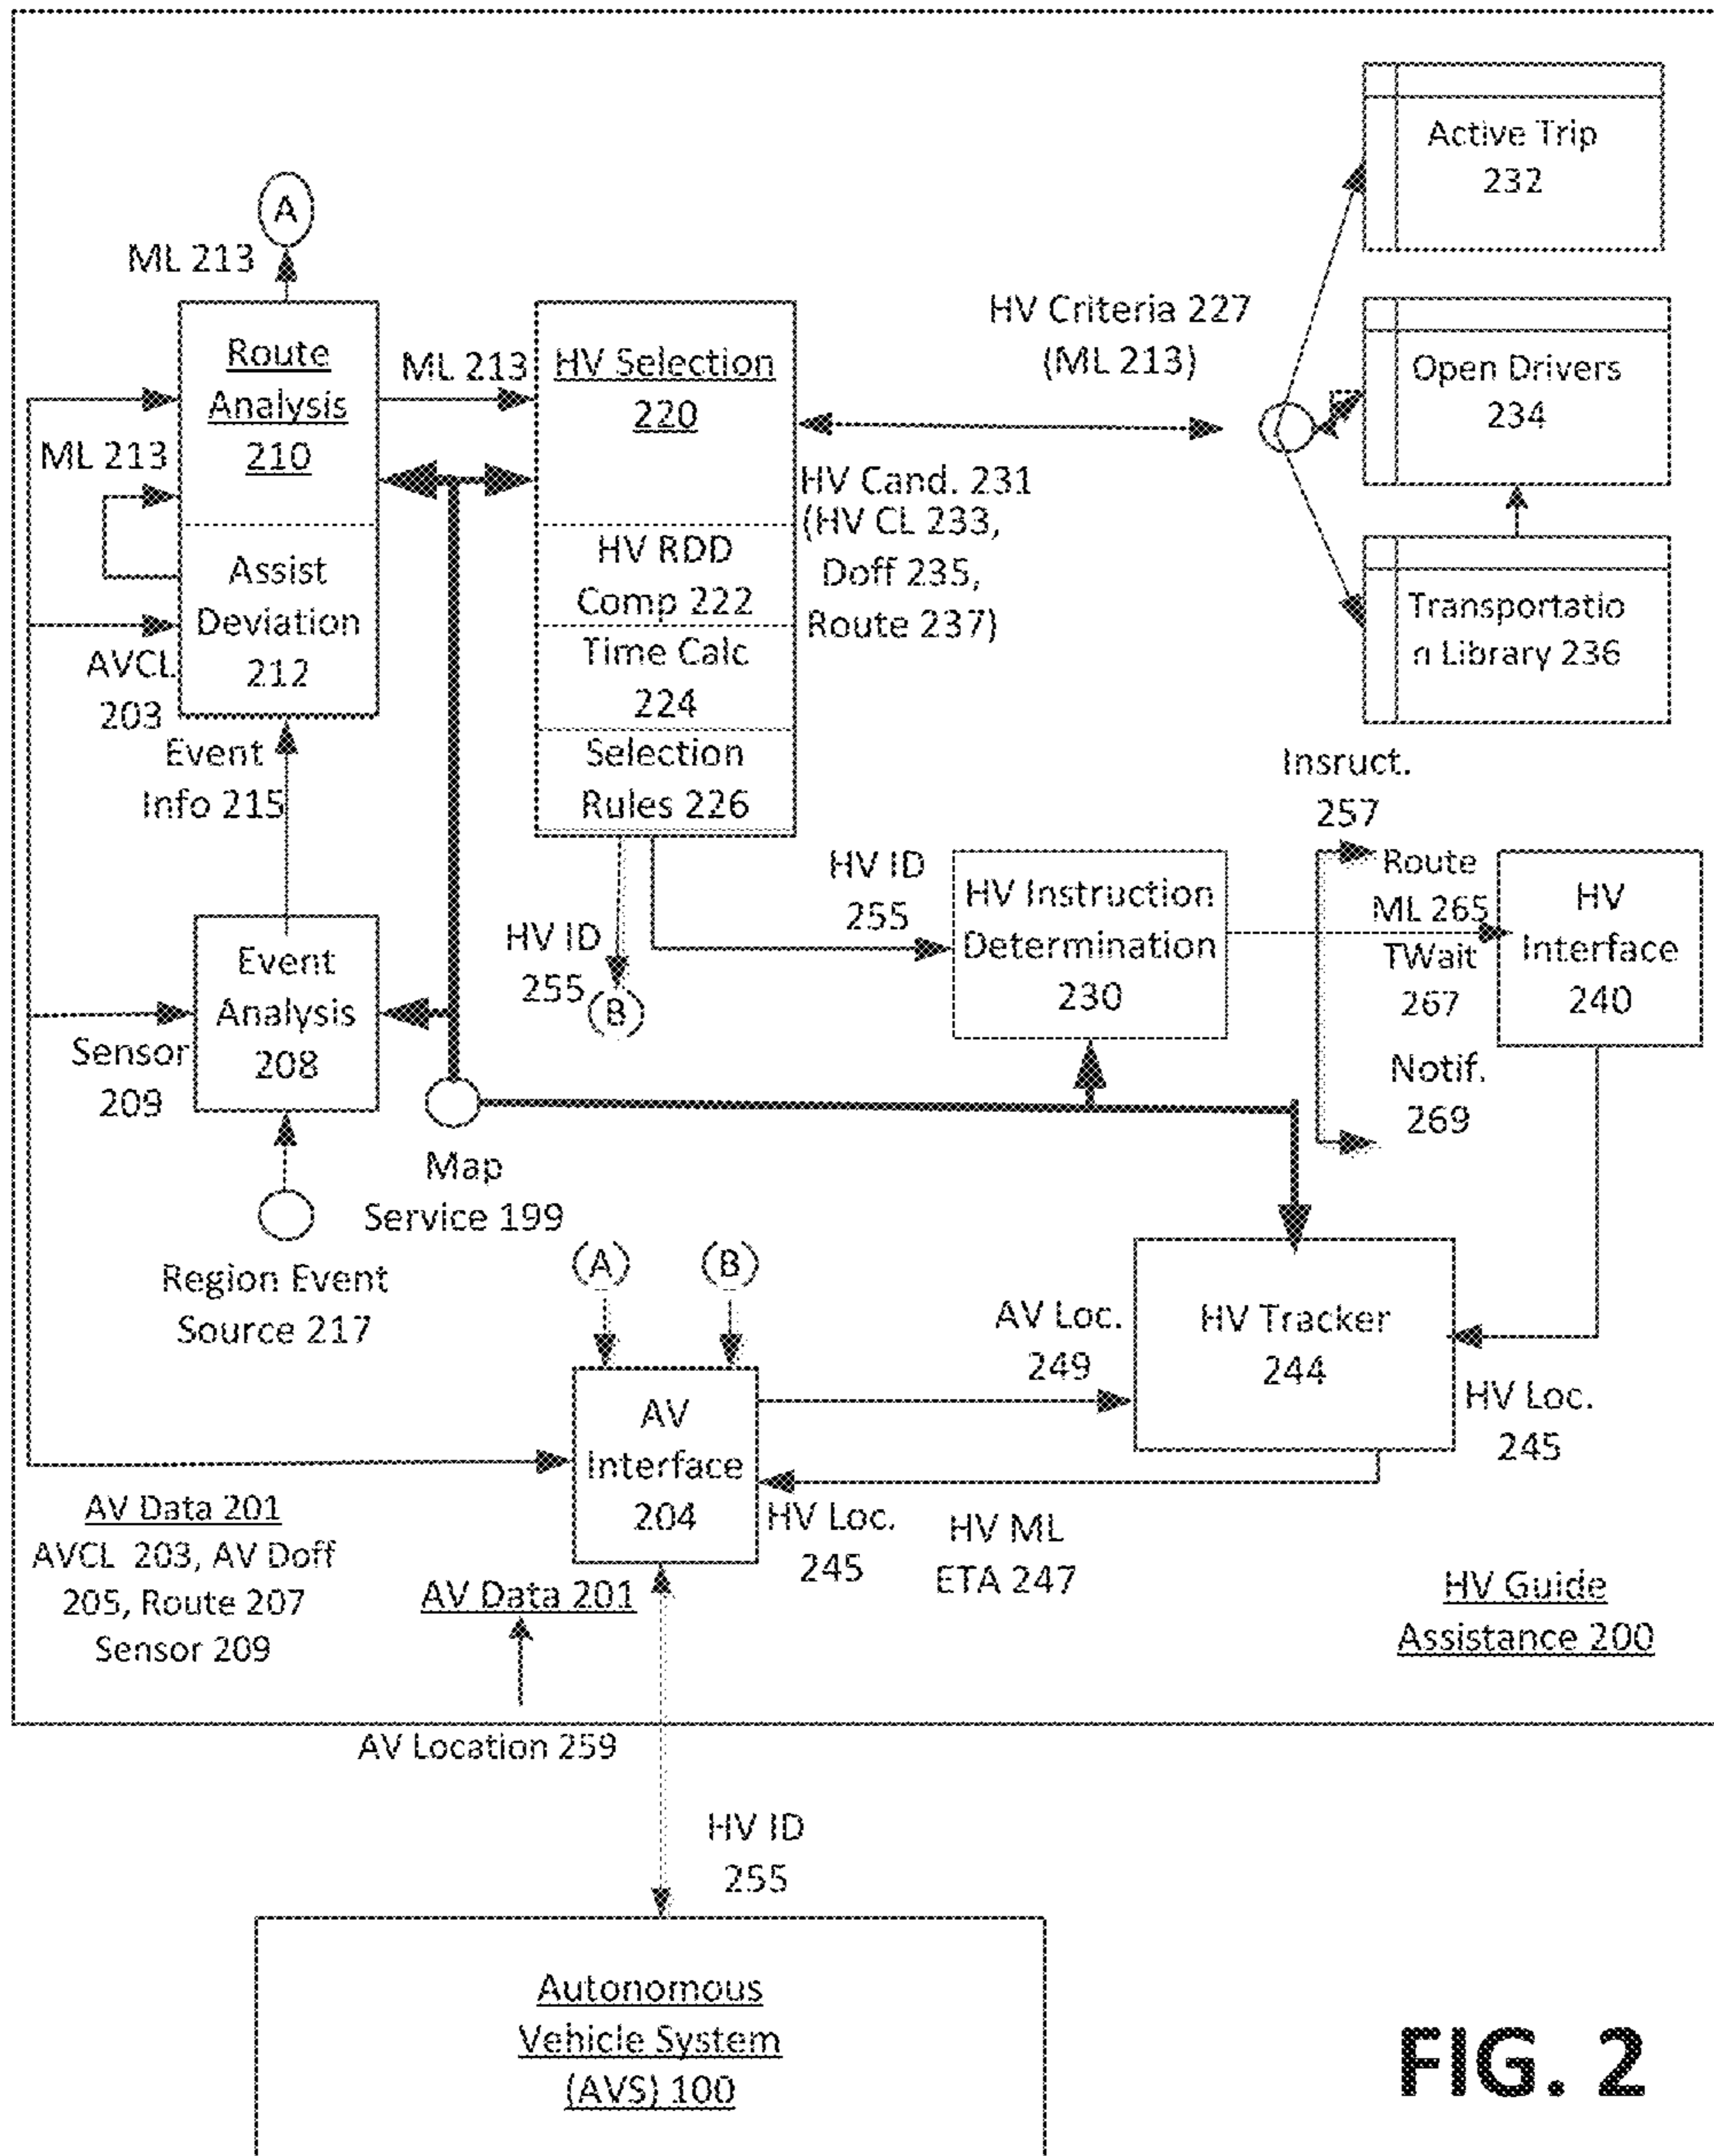 Active Trip
232
A
ML 213
Route
Analysis
210
ML 213
HV Selection
220
HV Criteria 227
(ML 213)
Open Drivers
234
ML 213
HV Cand. 231
(HV CL 233,
Doff 235,
Route 237)
Assist
Deviation
212
HV RDD
Comp 222
Time Calc
224
Selection
Rules 226
Transportatio
n Library 236
AVCL
203
Event
Info 215
Insruct.
257
HV ID
255
HV Instruction
Determination
230
Route
ML 265
TWait
267
HV
Interface
240
HV ID
255
(B)
Event
Analysis
208
Sensor
209
Notif.
269
Map
Service 199
Region Event
Source 217
(A)
(B)
AV Loc.
249
HV Tracker
244
HV Loc.
245
AV
Interface
204
AV Data 201
AVCL 203, AV Doff
205, Route 207
Sensor 209
HV Loc.
245
HV ML
ETA 247
AV Data 201
HV Guide
Assistance 200
AV Location 259
HV ID
255
Autonomous
Vehicle System
(AVS) 100
FIG. 2